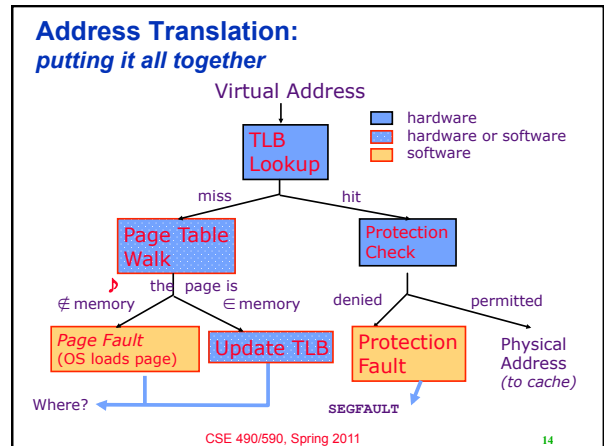 Address Translation:
putting it all together
Virtual Address
hardware
hardware or software
software
TLB
Lookup
miss
hit
Page Table
Walk
Protection
Check
♪
the page is
∉ memory
∈ memory
denied
permitted
Page Fault
(OS loads page)
Update TLB
Protection
Fault
Physical
Address
(to cache)
Where?
SEGFAULT
CSE 490/590, Spring 2011
14